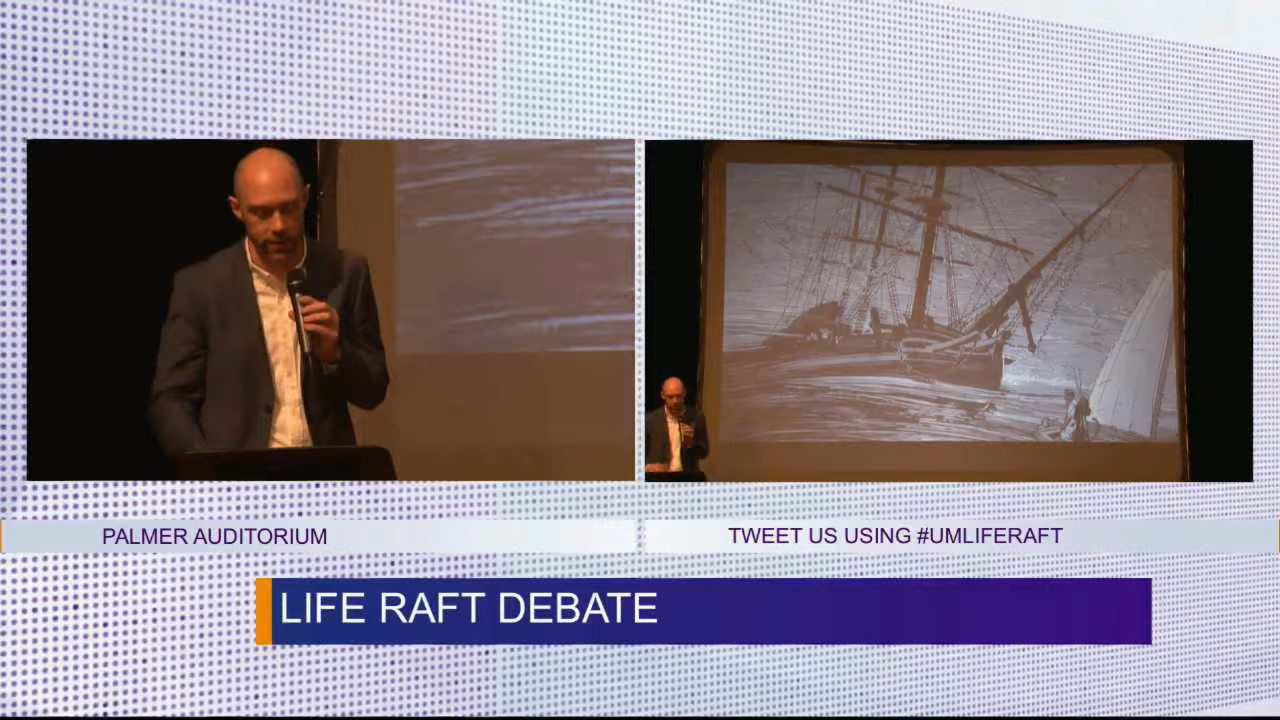 PALMER AUDITORIUM
TWEET US USING #UMLIFERAFT
LIFE RAFT DEBATE